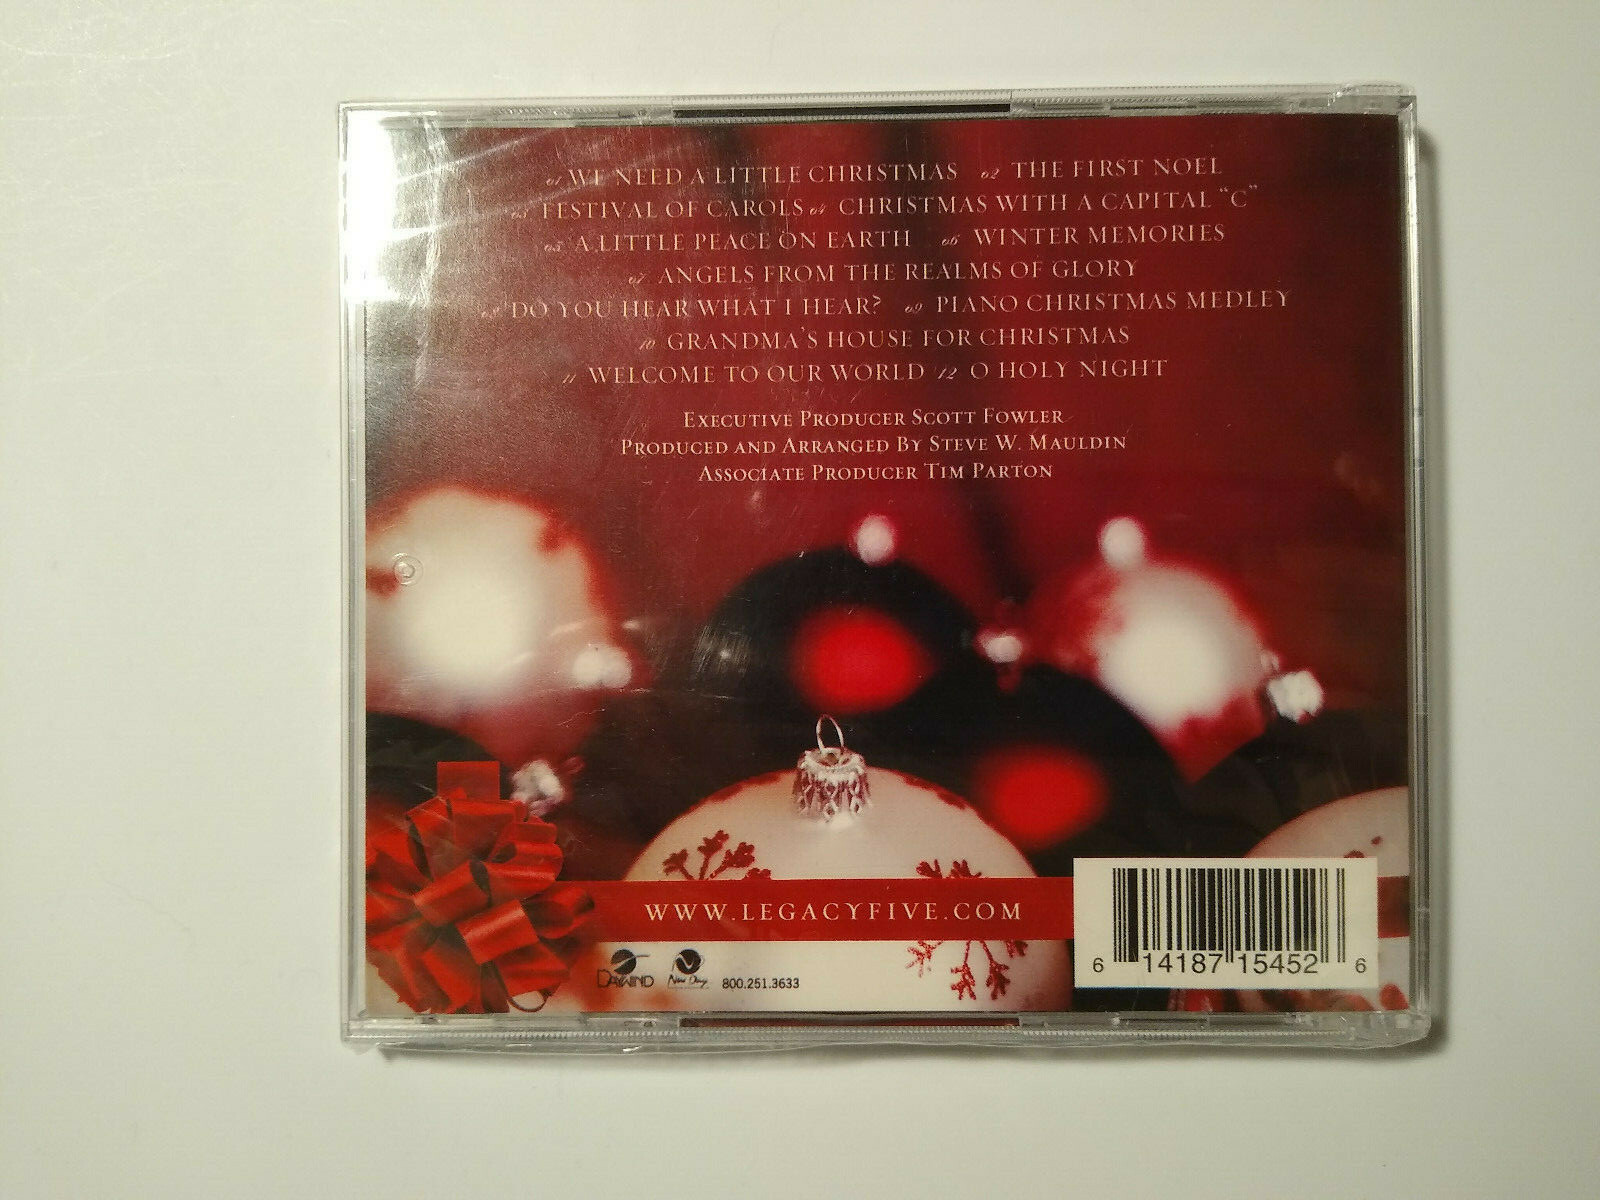 01 WE NEED A LITTLE CHRISTMAS 02 THE FIRST NOEL
03 FESTIVAL OF CAROLS 04 CHRISTMAS WITH A CAPITAL "C"
05 A LITTLE PEACE ON EARTH 06 WINTER MEMORIES
07 ANGELS FROM THE REALMS OF GLORY
08 DO YOU HEAR WHAT I HEAR? 09 PIANO CHRISTMAS MEDLEY
10 GRANDMA'S HOUSE FOR CHRISTMAS
11 WELCOME TO OUR WORLD 12 O HOLY NIGHT
EXECUTIVE PRODUCER SCOTT FOWLER
PRODUCED AND ARRANGED BY STEVE W. MAULDIN
ASSOCIATE PRODUCER TIM PARTON
WWW.LEGACYFIVE.COM
DAYWIND New Day 800.251.3633
6 14187 15452 6